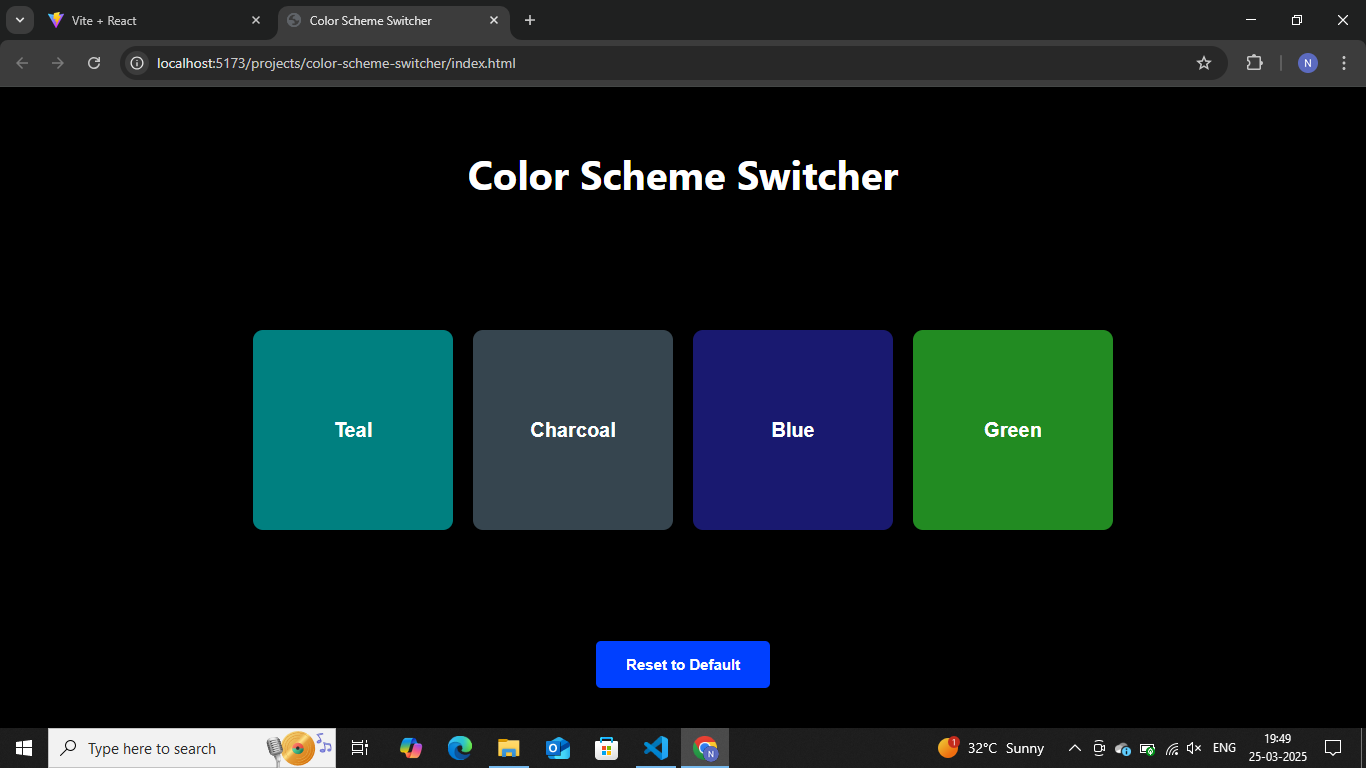 Vite + React
Color Scheme Switcher
localhost:5173/projects/color-scheme-switcher/index.html
N
Color Scheme Switcher
Teal
Charcoal
Blue
Green
Reset to Default
Type here to search
N
1
32°C Sunny
ENG
19:49
25-03-2025